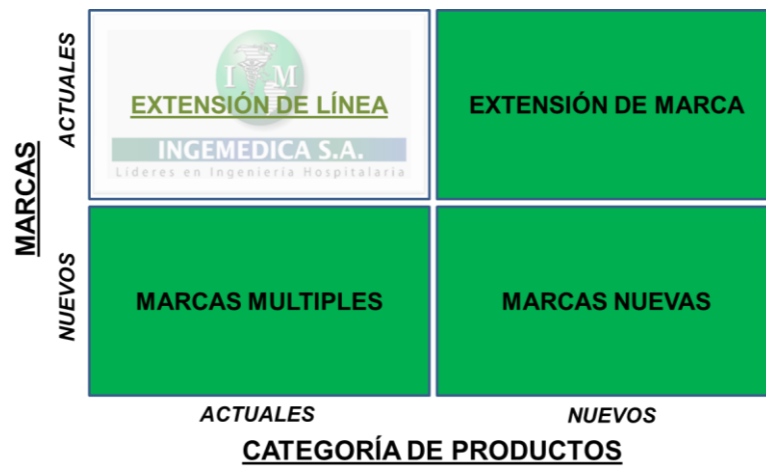 MARCAS
ACTUALES
I M
EXTENSIÓN DE LÍNEA
INGEMEDICA S.A.
Líderes en Ingeniería Hospitalaria
EXTENSIÓN DE MARCA
NUEVOS
MARCAS MULTIPLES
MARCAS NUEVAS
ACTUALES
NUEVOS
CATEGORÍA DE PRODUCTOS